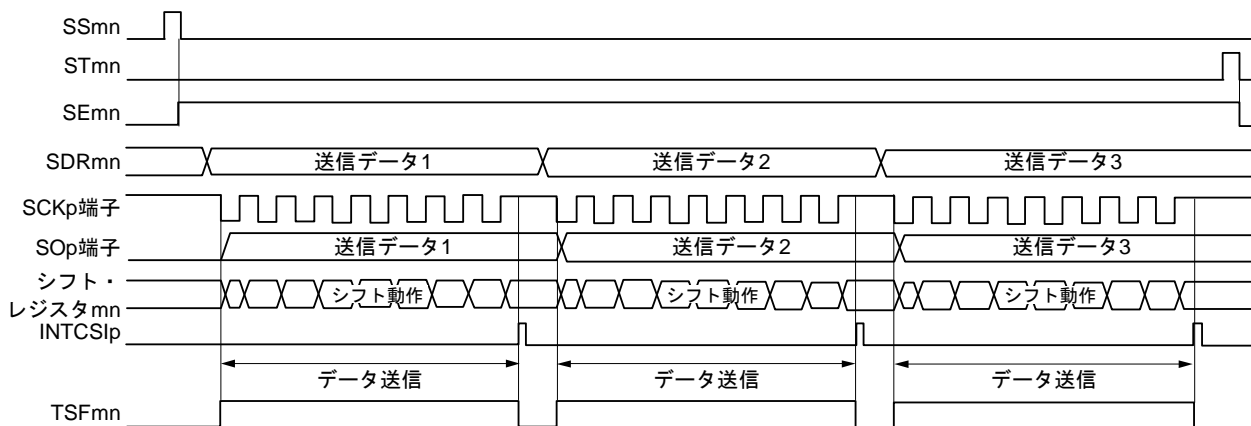 SSmn
STmn
SEmn
SDRmn 送信データ1 送信データ2 送信データ3
SCKp端子
SOp端子 送信データ1 送信データ2 送信データ3
シフト・
レジスタmn シフト動作 シフト動作 シフト動作
INTCSIp
データ送信 データ送信 データ送信
TSFmn